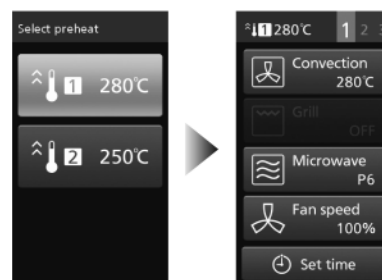 Select preheat
1 280℃
2 250℃
1 280℃ 1 2 3
Convection
280℃
Grill
OFF
Microwave
P6
Fan speed
100%
Set time